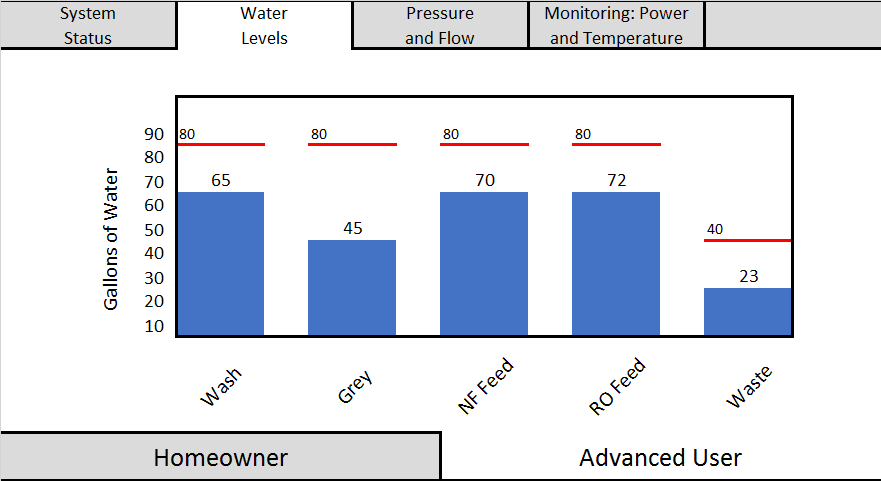 System
Status
Water
Levels
Pressure
and Flow
Monitoring: Power
and Temperature
Gallons of Water
90
80
70
60
50
40
30
20
10
80
80
80
80
40
65
45
70
72
23
Wash
Grey
NF Feed
RO Feed
Waste
Homeowner
Advanced User